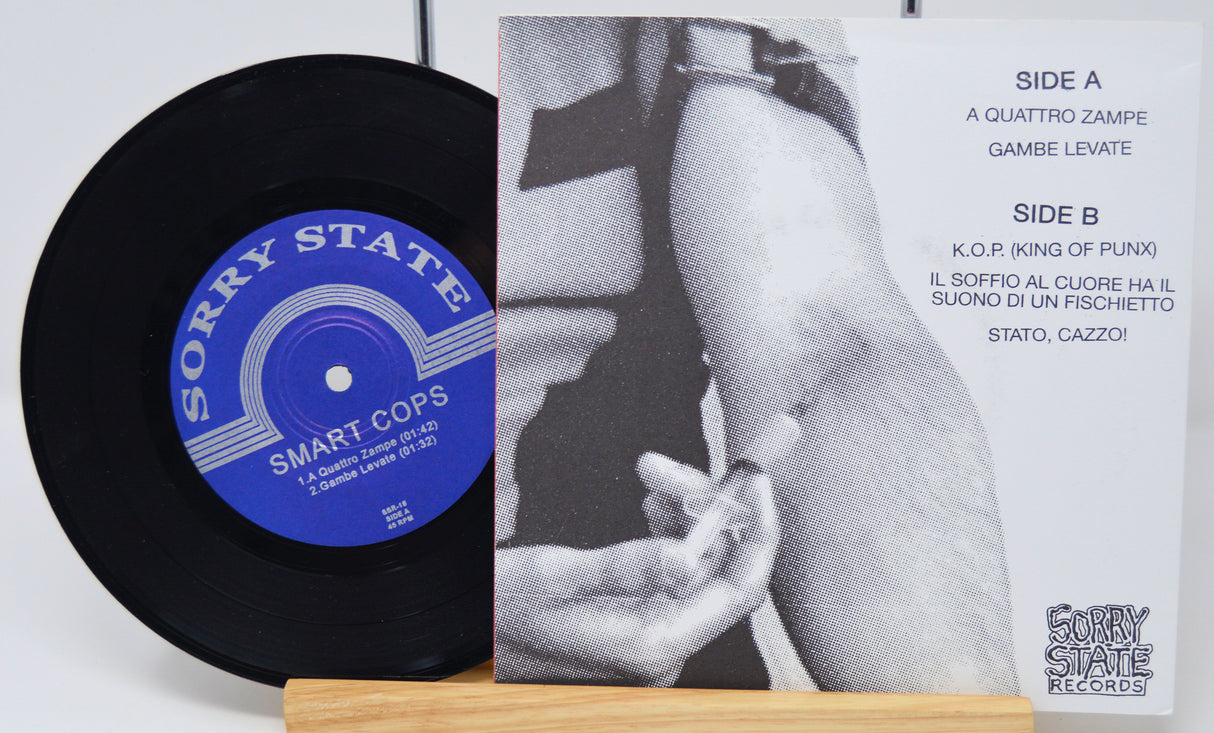 SORRY STATE
SMART COPS
1.A Quattro Zampe (01:42)
2.Gambe Levate (01:32)
SSR-15
SIDE A
45 RPM
SIDE A
A QUATTRO ZAMPE
GAMBE LEVATE
SIDE B
K.O.P. (KING OF PUNX)
IL SOFFIO AL CUORE HA IL
SUONO DI UN FISCHIETTO
STATO, CAZZO!
SORRY
STATE
RECORDS